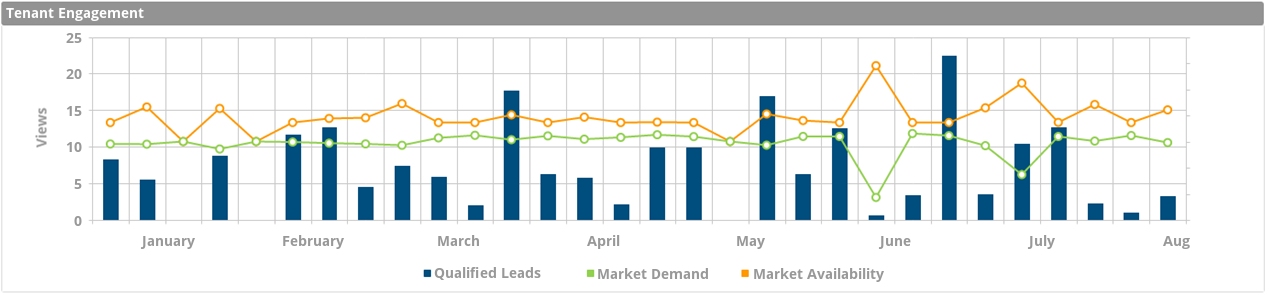 Tenant Engagement
Views
25
20
15
10
5
0
January February March April May June July Aug
Qualified Leads Market Demand Market Availability